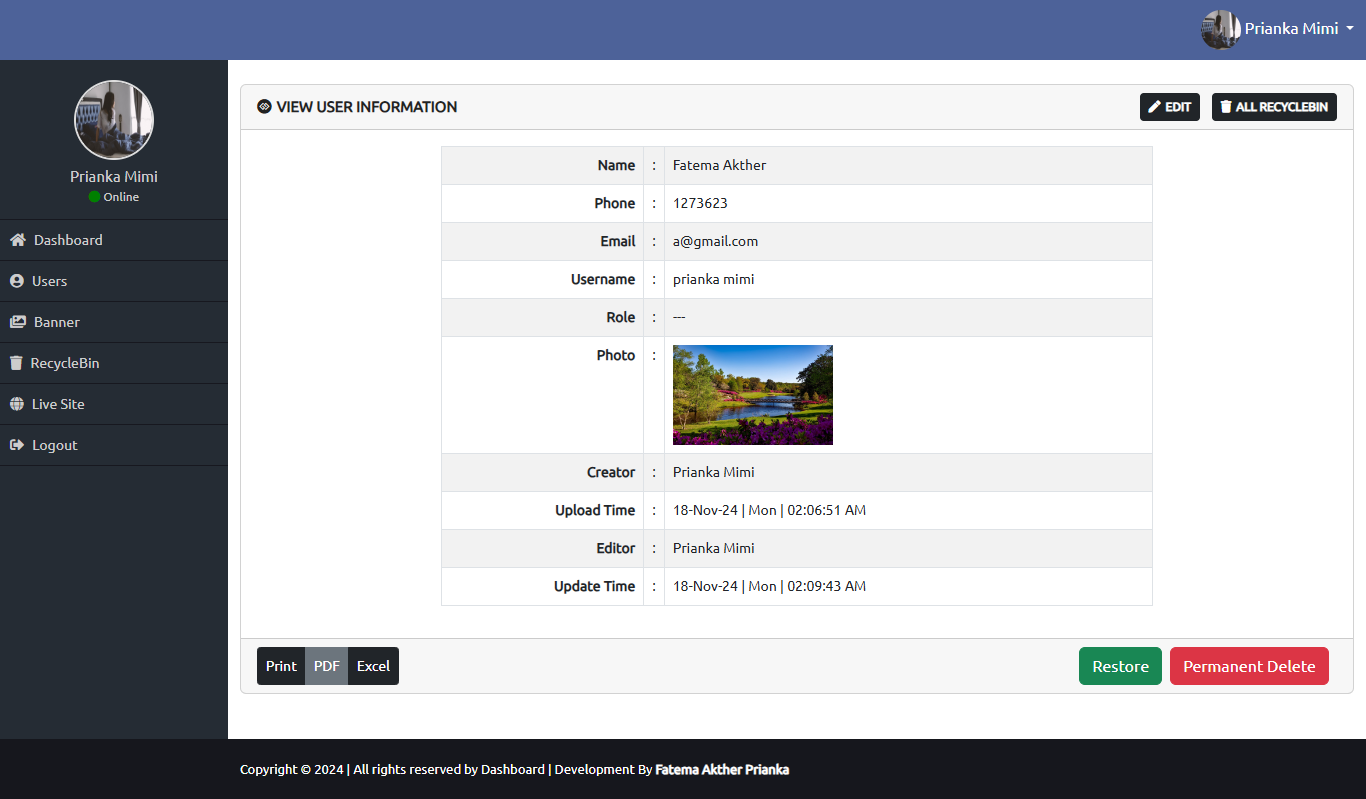 Prianka Mimi
Prianka Mimi
Online
Dashboard
Users
Banner
RecycleBin
Live Site
Logout
VIEW USER INFORMATION
EDIT
ALL RECYCLEBIN
Name : Fatema Akther
Phone : 1273623
Email : a@gmail.com
Username : prianka mimi
Role : ---
Photo :
Creator : Prianka Mimi
Upload Time : 18-Nov-24 | Mon | 02:06:51 AM
Editor : Prianka Mimi
Update Time : 18-Nov-24 | Mon | 02:09:43 AM
Print PDF Excel
Restore
Permanent Delete
Copyright © 2024 | All rights reserved by Dashboard | Development By Fatema Akther Prianka